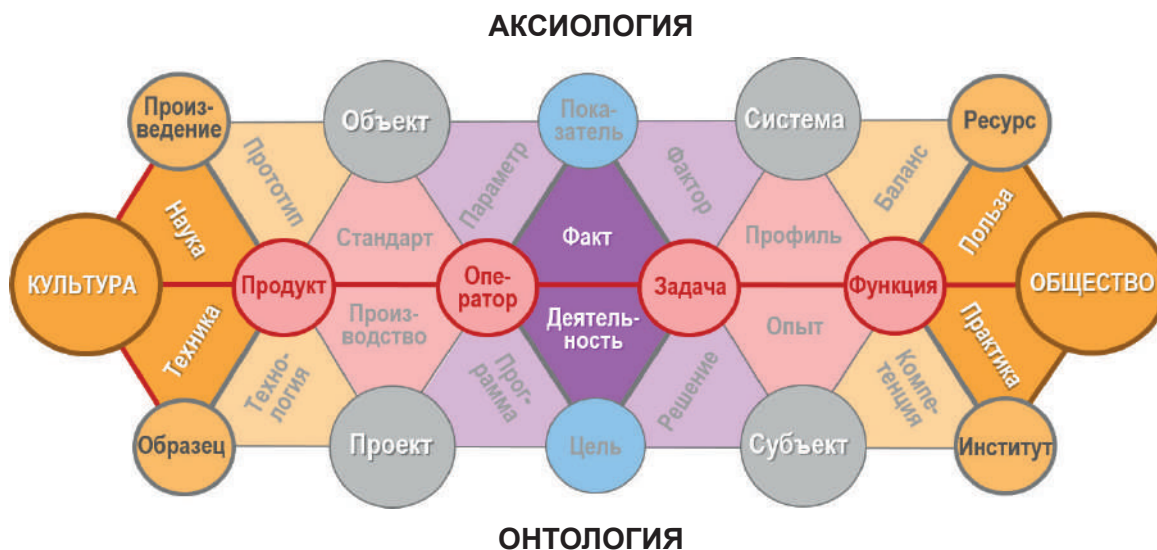 АКСИОЛОГИЯ
Произ-
ведение
Объект
Пока-
затель
Система
Ресурс
Прототип
Параметр
Фактор
Баланс
Наука
Стандарт
Факт
Профиль
Польза
КУЛЬТУРА
Продукт
Опе-
ратор
Задача
Функция
ОБЩЕСТВО
Техника
Произ-
водство
Деятель-
ность
Опыт
Практика
Техно-
логия
Прог-
рамма
Решение
Компе-
тенция
Образец
Проект
Цель
Субъект
Институт
ОНТОЛОГИЯ